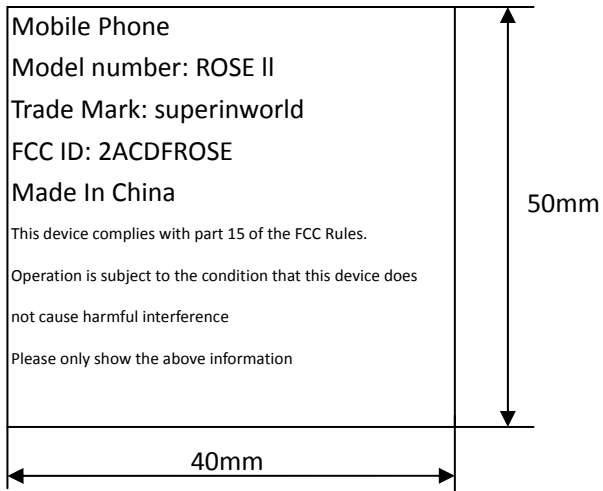 Mobile Phone
Model number: ROSE ll
Trade Mark: superinworld
FCC ID: 2ACDFROSE
Made In China
This device complies with part 15 of the FCC Rules.
Operation is subject to the condition that this device does
not cause harmful interference
Please only show the above information
50mm
40mm